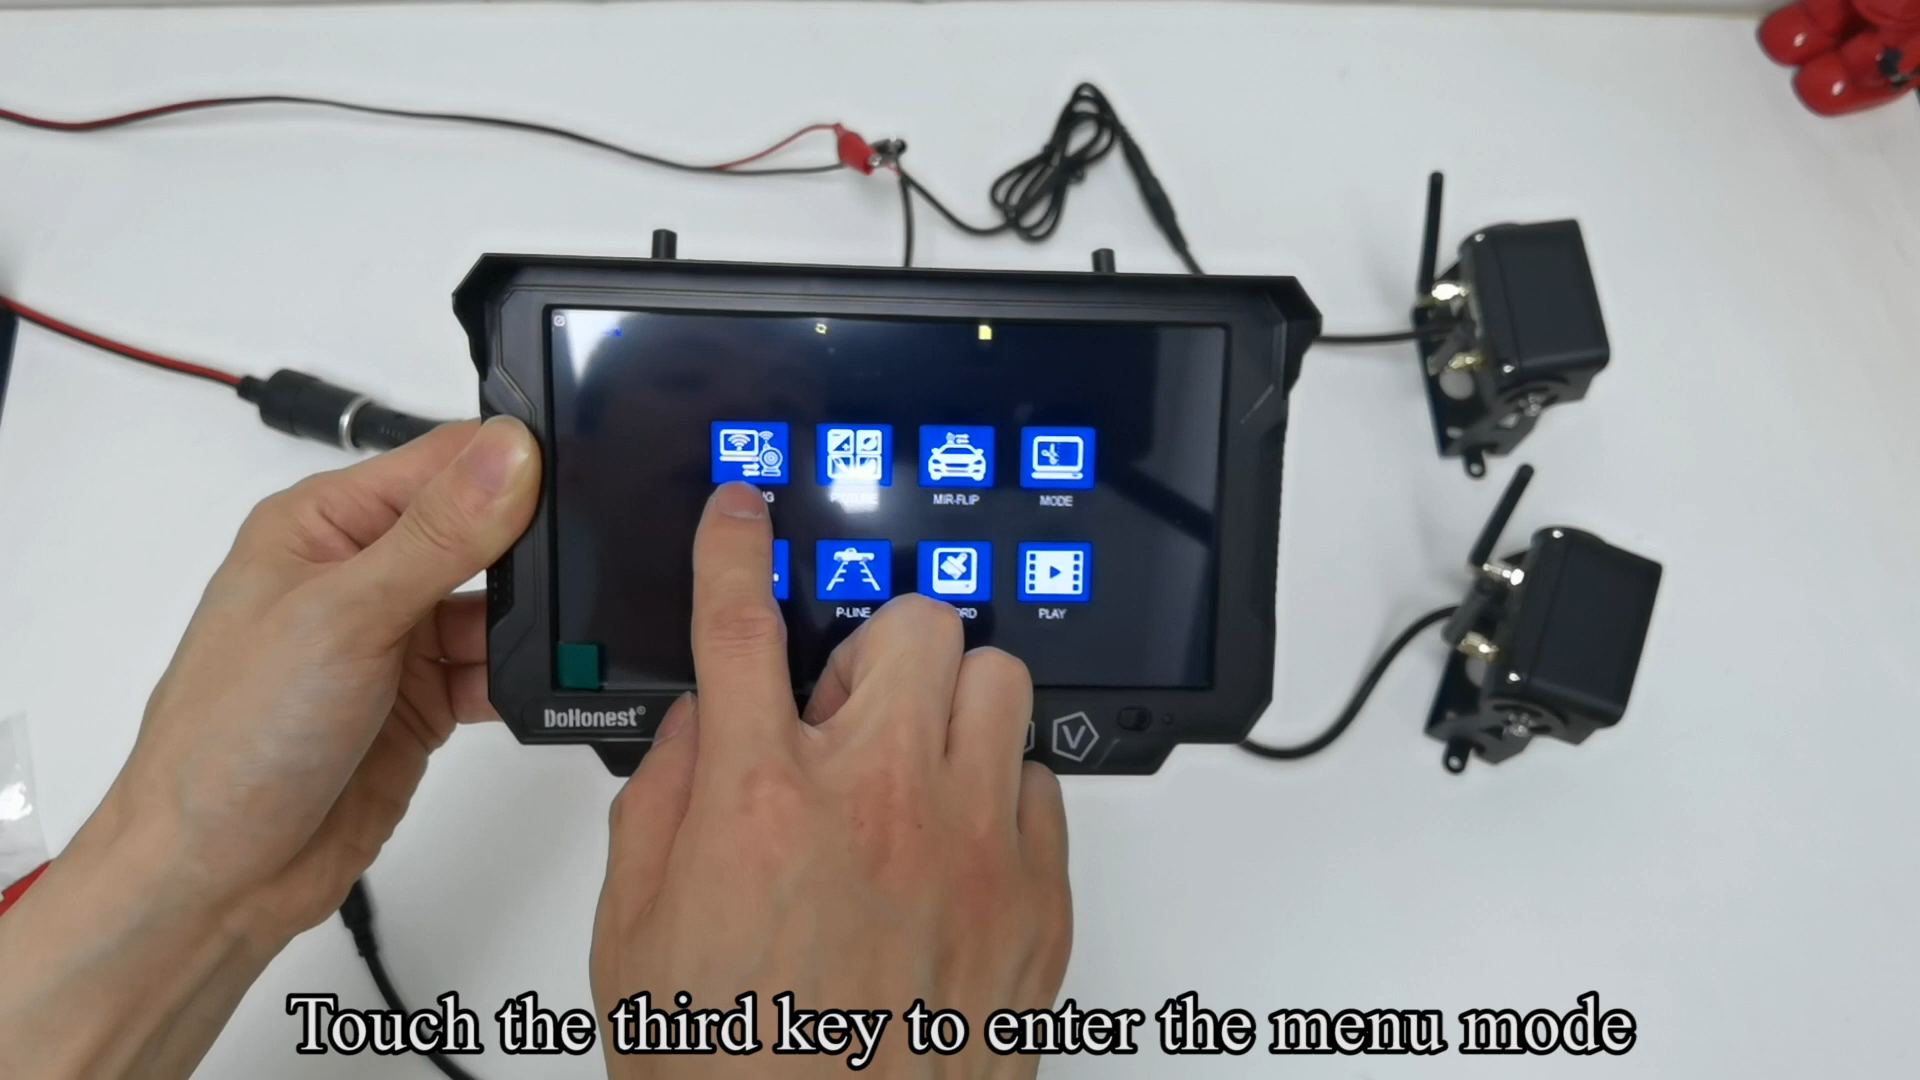 MIR-FLIP
MODE
P-LINE
PLAY
DoHonest®
V
Touch the third key to enter the menu mode